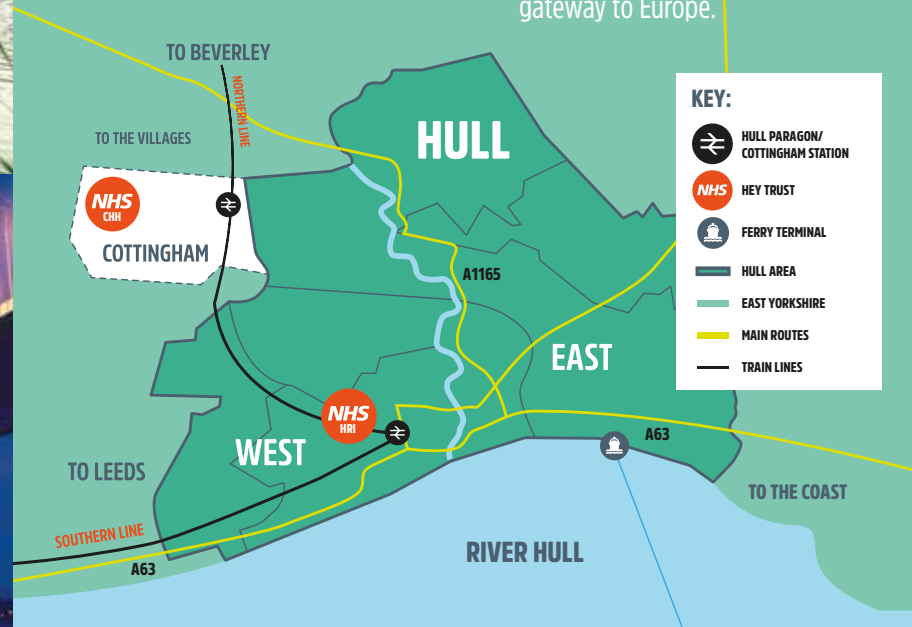 gateway to Europe.
TO BEVERLEY
NORTHERN LINE
TO THE VILLAGES
HULL
NHS
CHH
COTTINGHAM
A1165
EAST
NHS
HRI
WEST
A63
TO LEEDS
TO THE COAST
SOUTHERN LINE
A63
RIVER HULL
KEY:
HULL PARAGON/
COTTINGHAM STATION
NHS
HEY TRUST
FERRY TERMINAL
HULL AREA
EAST YORKSHIRE
MAIN ROUTES
TRAIN LINES